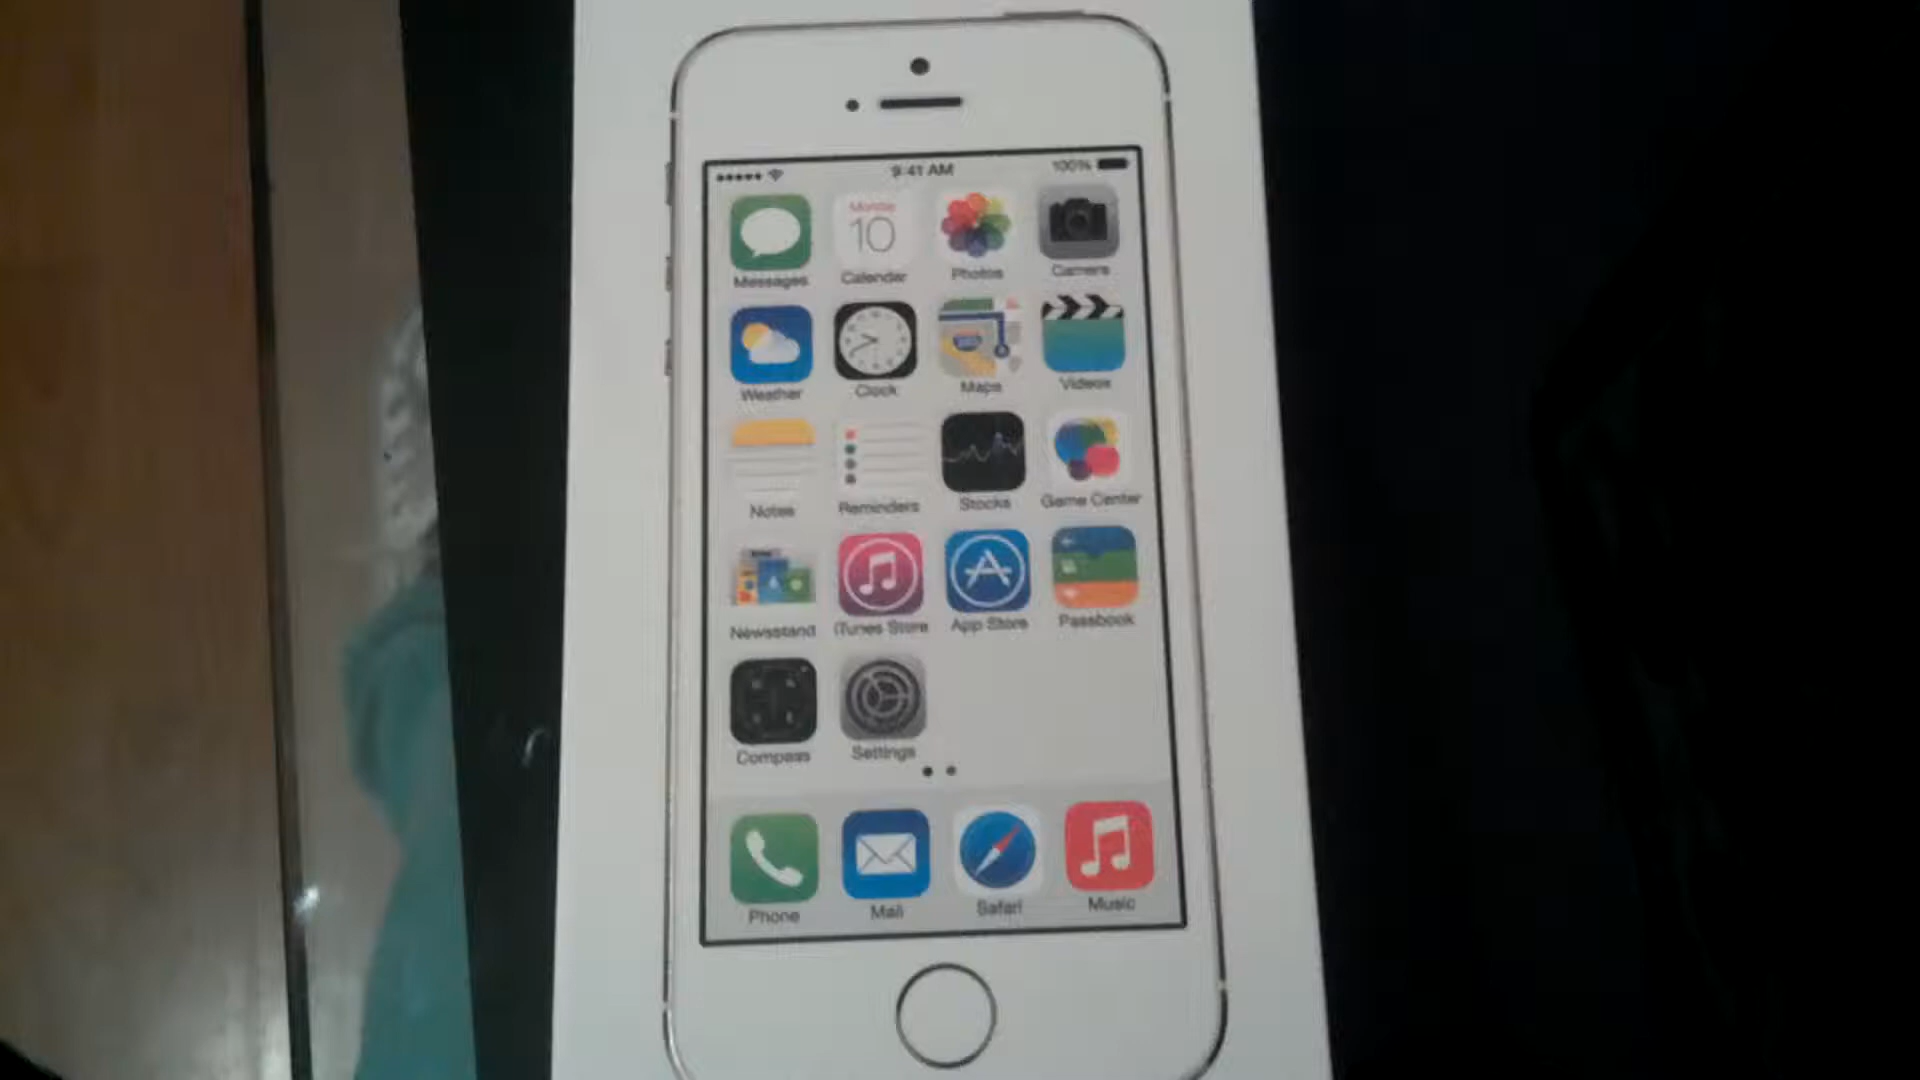 9:41 AM 100%
Monday
10
Messages Calendar Photos Camera
Weather Clock Maps Videos
Notes Reminders Stocks Game Center
Newsstand iTunes Store App Store Passbook
Compass Settings
Phone Mail Safari Music